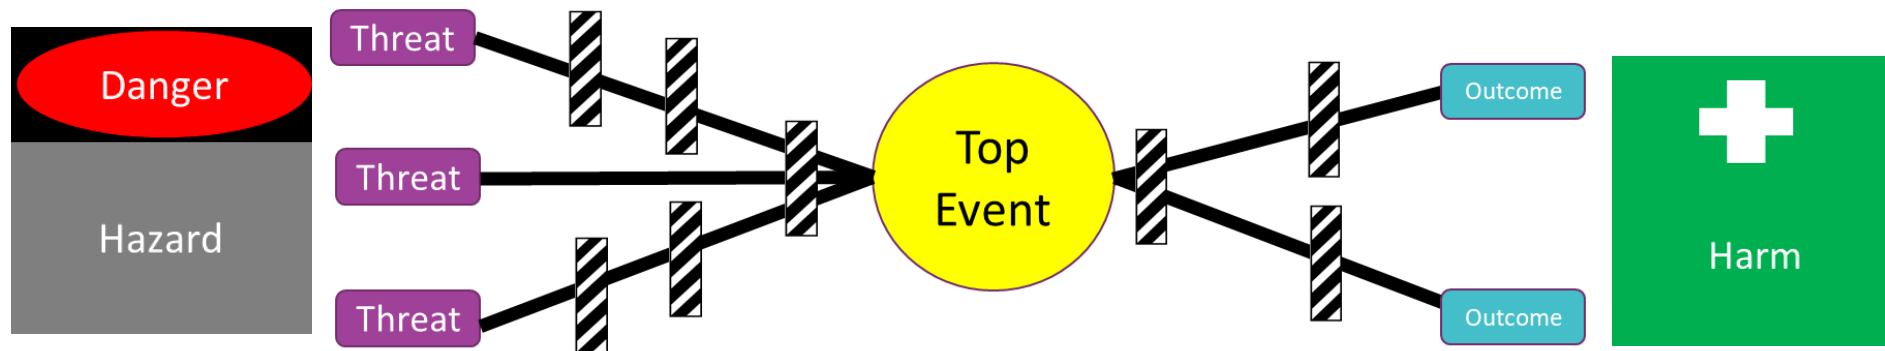 Danger
Hazard
Threat
Threat
Threat
Top
Event
Outcome
Outcome
Harm